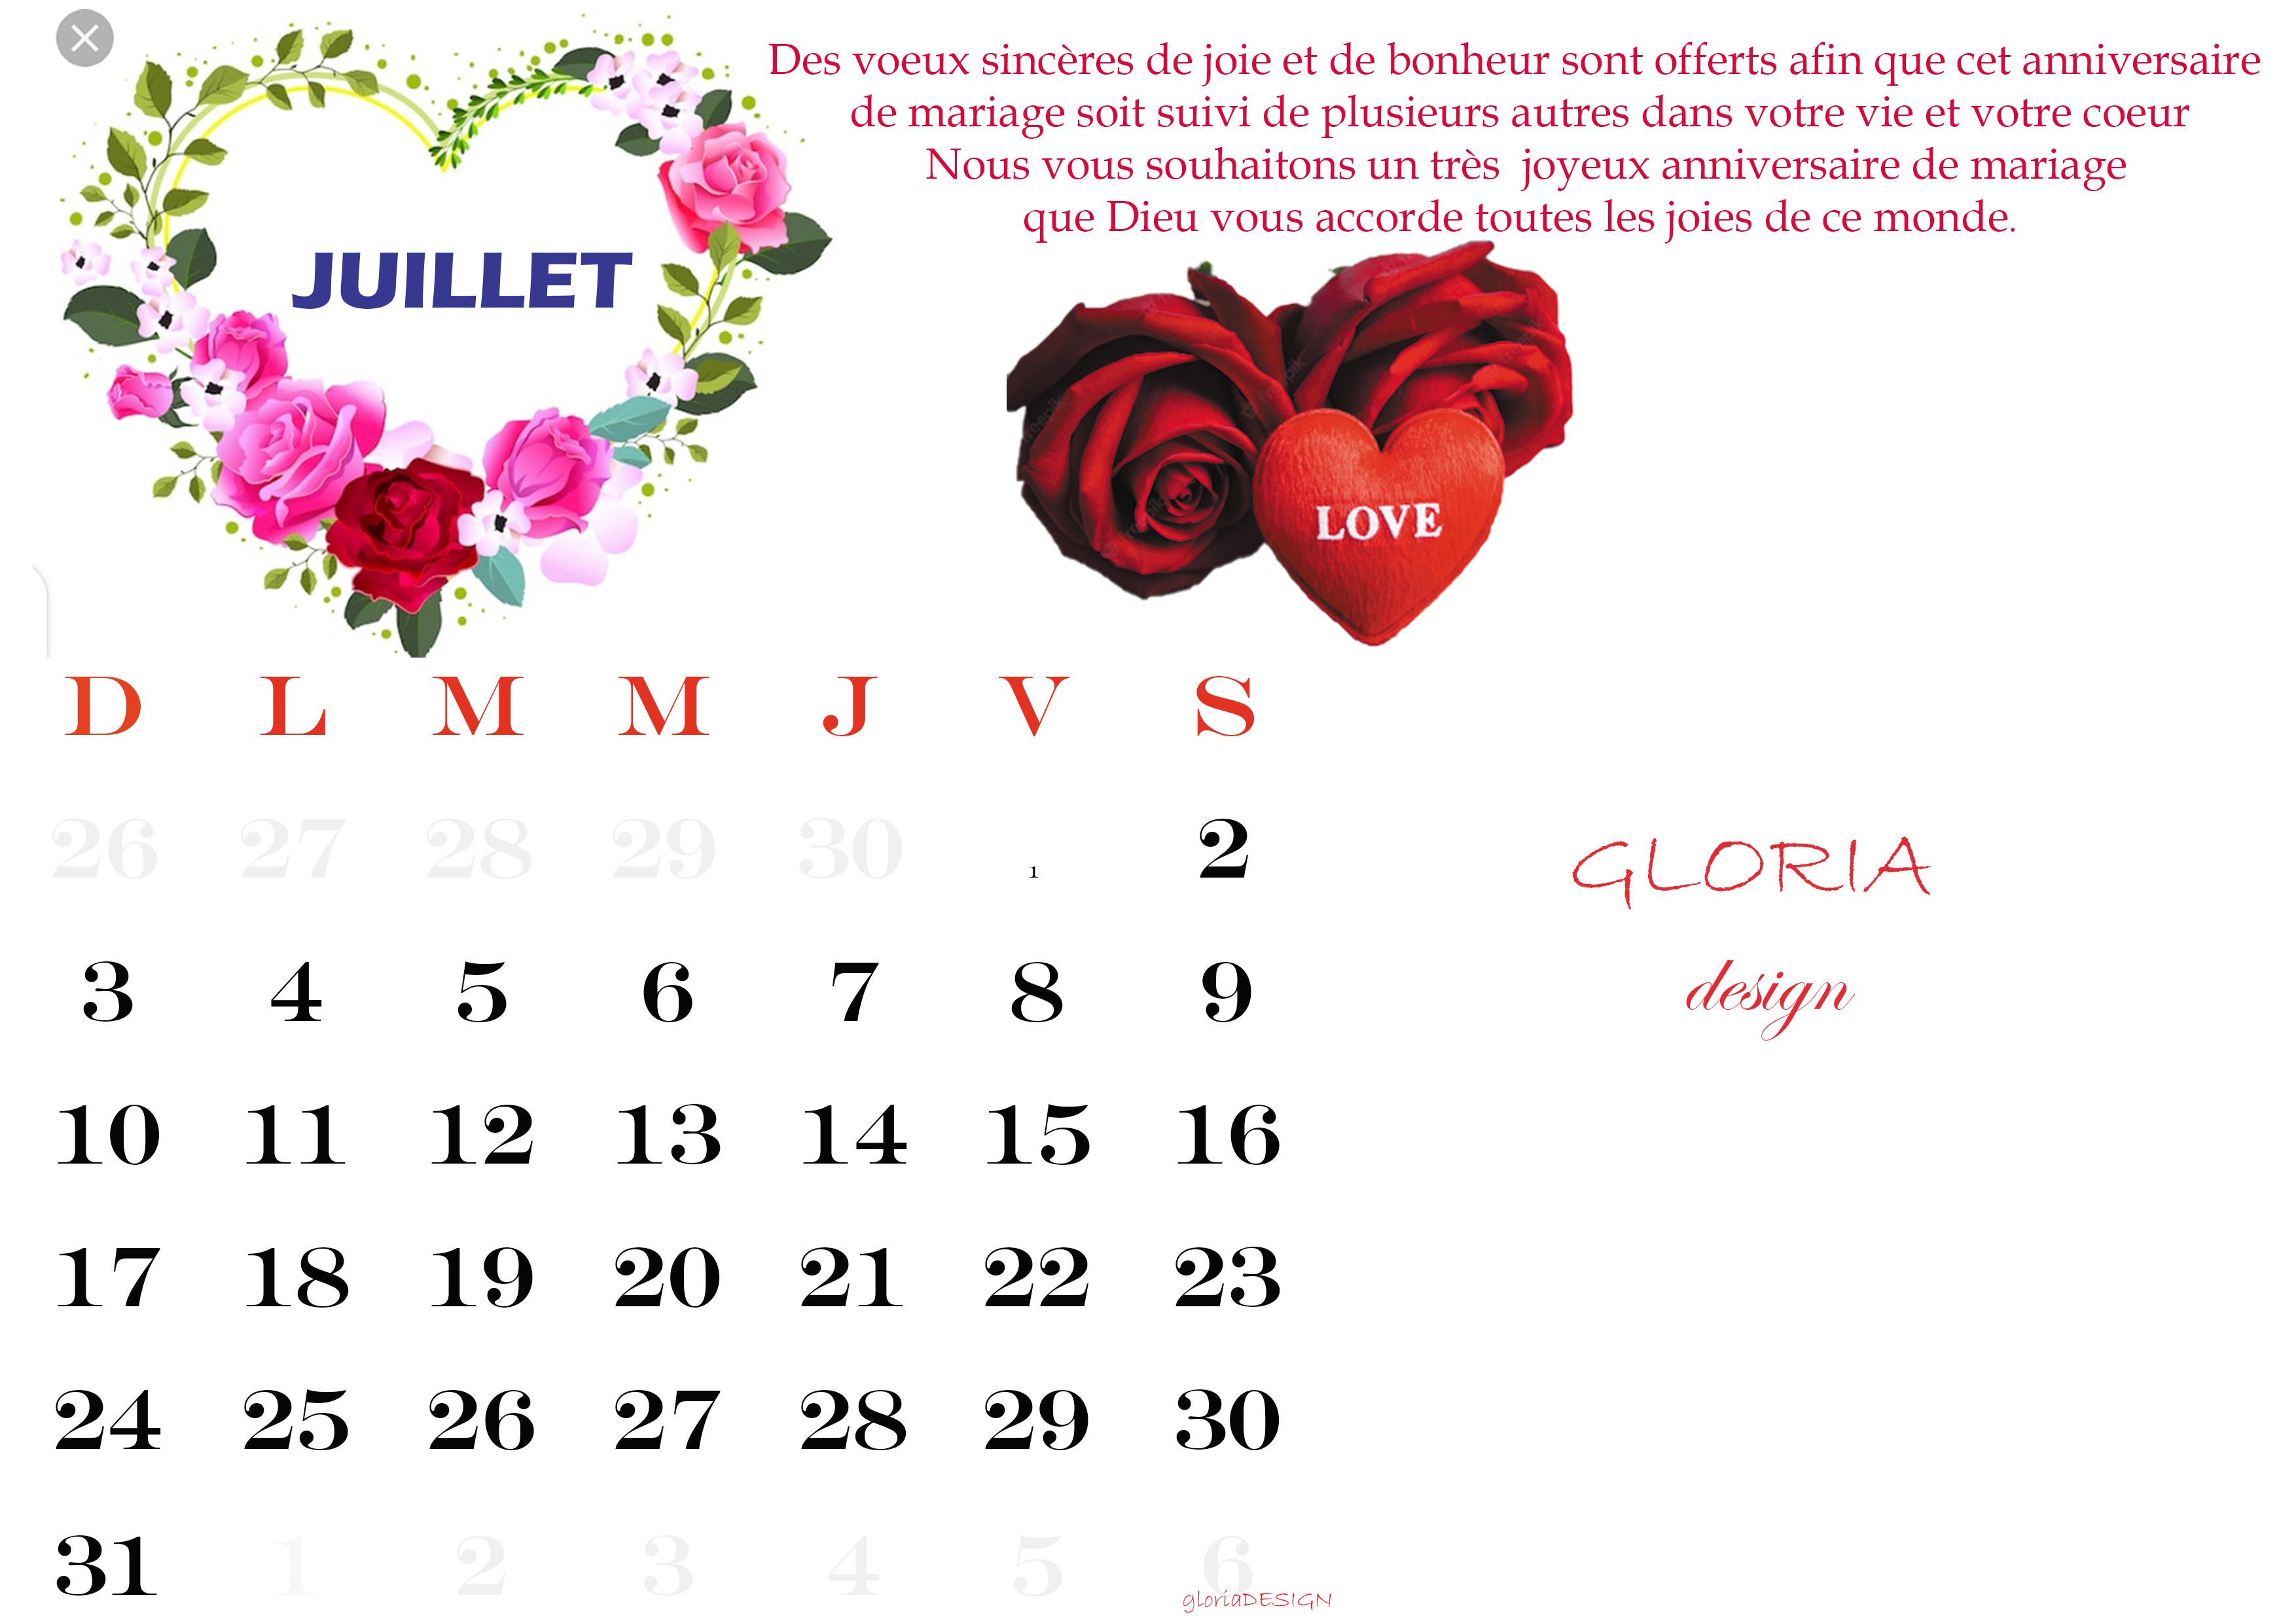 Des voeux sincères de joie et de bonheur sont offerts afin que cet anniversaire
de mariage soit suivi de plusieurs autres dans votre vie et votre coeur
Nous vous souhaitons un très  joyeux anniversaire de mariage
que Dieu vous accorde toutes les joies de ce monde.
JUILLET
LOVE
D L M M J V S
26 27 28 29 30 1 2
3 4 5 6 7 8 9
10 11 12 13 14 15 16
17 18 19 20 21 22 23
24 25 26 27 28 29 30
31 1 2 3 4 5 6
GLORIA
design
gloriaDESIGN